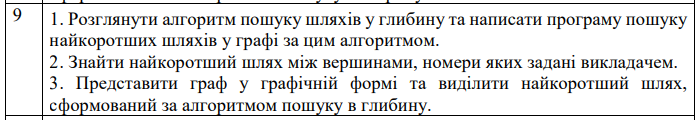 9
1. Розглянути алгоритм пошуку шляхів у глибину та написати програму пошуку
найкоротших шляхів у графі за цим алгоритмом.
2. Знайти найкоротший шлях між вершинами, номери яких задані викладачем.
3. Представити граф у графічній формі та виділити найкоротший шлях,
сформований за алгоритмом пошуку в глибину.